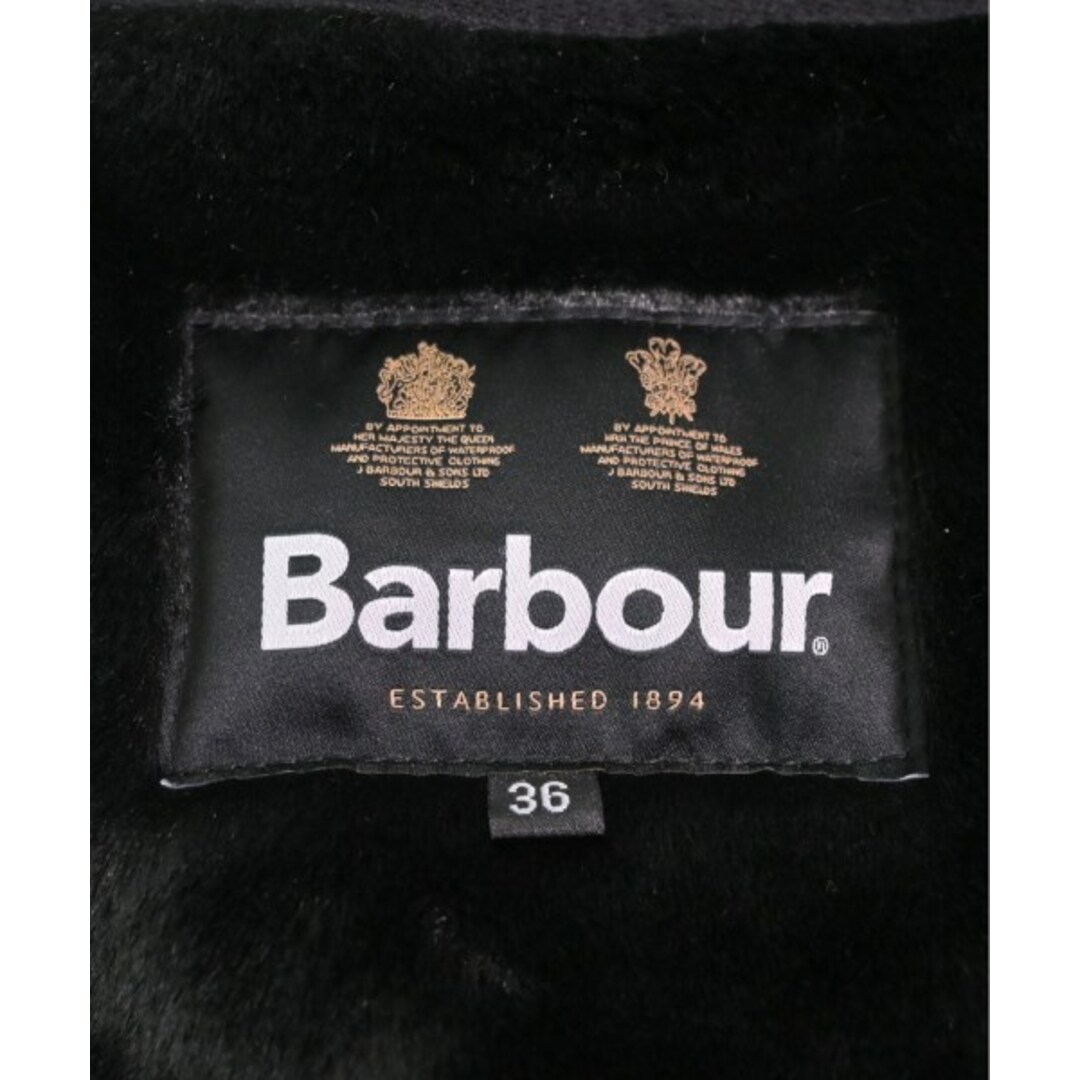 BY APPOINTMENT TO
HER MAJESTY THE QUEEN
MANUFACTURERS OF WATERPROOF
AND PROTECTIVE CLOTHING
J BARBOUR & SONS LTD
SOUTH SHIELDS
BY APPOINTMENT TO
HRH THE PRINCE OF WALES
MANUFACTURERS OF WATERPROOF
AND PROTECTIVE CLOTHING
J BARBOUR & SONS LTD
SOUTH SHIELDS
Barbour®
ESTABLISHED 1894
36